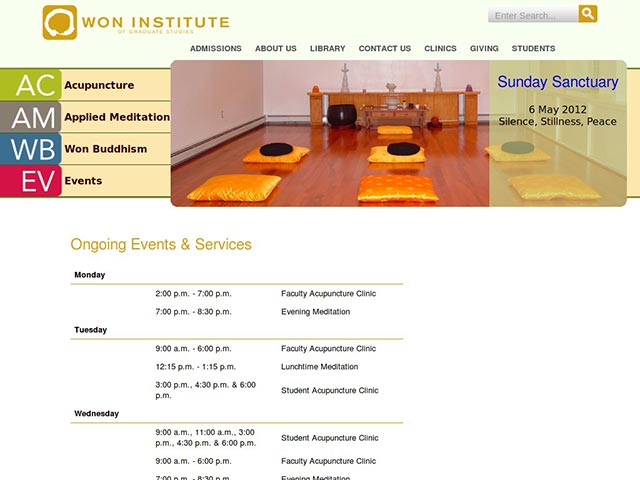 WON INSTITUTE
OF GRADUATE STUDIES
Enter Search...
ADMISSIONS ABOUT US LIBRARY CONTACT US CLINICS GIVING STUDENTS
AC Acupuncture
AM Applied Meditation
WB Won Buddhism
EV Events
Sunday Sanctuary
6 May 2012
Silence, Stillness, Peace
Ongoing Events & Services
Monday
2:00 p.m. - 7:00 p.m. Faculty Acupuncture Clinic
7:00 p.m. - 8:30 p.m. Evening Meditation
Tuesday
9:00 a.m. - 6:00 p.m. Faculty Acupuncture Clinic
12:15 p.m. - 1:15 p.m. Lunchtime Meditation
3:00 p.m., 4:30 p.m. & 6:00
p.m. Student Acupuncture Clinic
Wednesday
9:00 a.m., 11:00 a.m., 3:00
p.m., 4:30 p.m. & 6:00 p.m. Student Acupuncture Clinic
9:00 a.m. - 6:00 p.m. Faculty Acupuncture Clinic
7:00 p.m. - 8:30 p.m. Evening Meditation